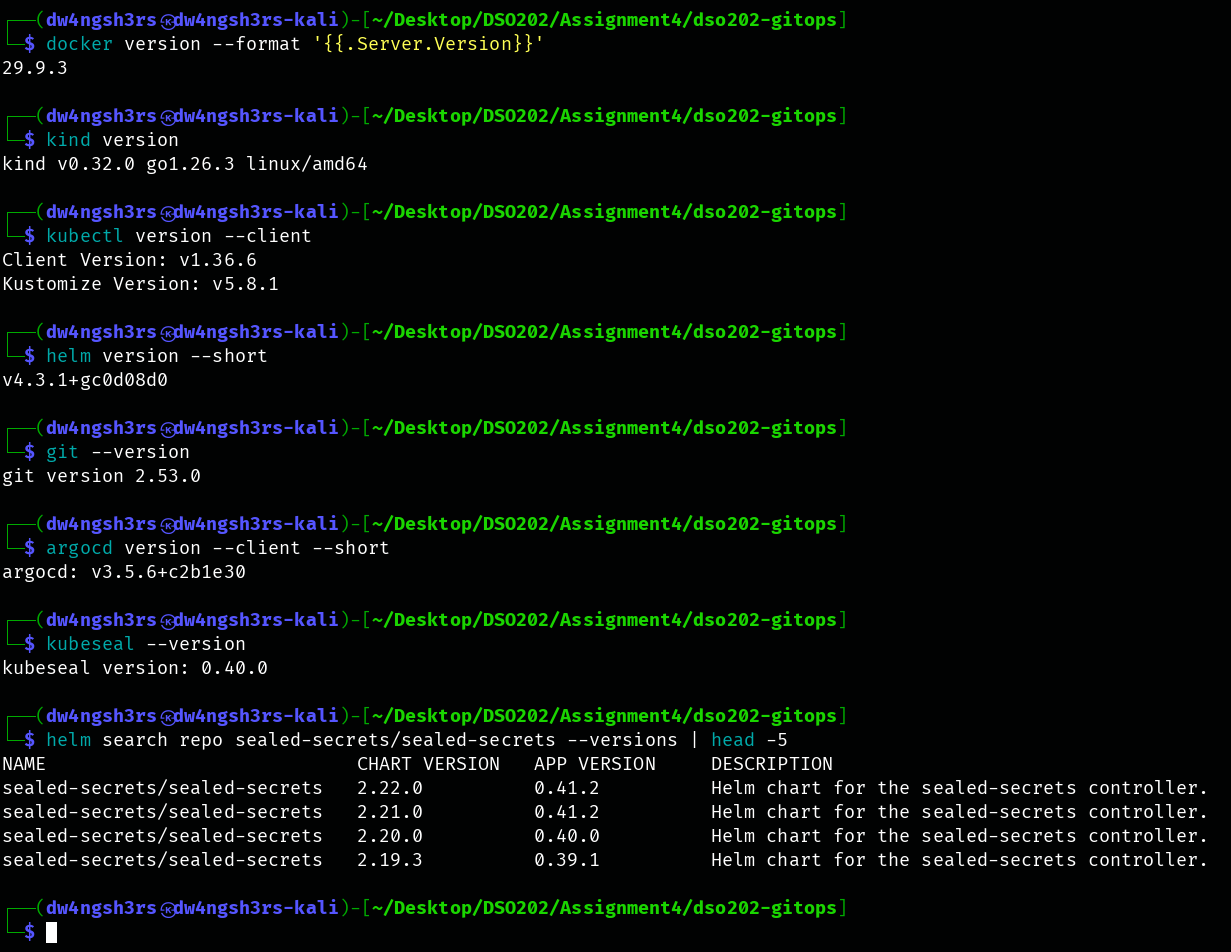 ┌──(dw4ngsh3rs㉿dw4ngsh3rs-kali)-[~/Desktop/DSO202/Assignment4/dso202-gitops]
└─$ docker version --format '{{.Server.Version}}'
29.9.3
┌──(dw4ngsh3rs㉿dw4ngsh3rs-kali)-[~/Desktop/DSO202/Assignment4/dso202-gitops]
└─$ kind version
kind v0.32.0 go1.26.3 linux/amd64
┌──(dw4ngsh3rs㉿dw4ngsh3rs-kali)-[~/Desktop/DSO202/Assignment4/dso202-gitops]
└─$ kubectl version --client
Client Version: v1.36.6
Kustomize Version: v5.8.1
┌──(dw4ngsh3rs㉿dw4ngsh3rs-kali)-[~/Desktop/DSO202/Assignment4/dso202-gitops]
└─$ helm version --short
v4.3.1+gc0d08d0
┌──(dw4ngsh3rs㉿dw4ngsh3rs-kali)-[~/Desktop/DSO202/Assignment4/dso202-gitops]
└─$ git --version
git version 2.53.0
┌──(dw4ngsh3rs㉿dw4ngsh3rs-kali)-[~/Desktop/DSO202/Assignment4/dso202-gitops]
└─$ argocd version --client --short
argocd: v3.5.6+c2b1e30
┌──(dw4ngsh3rs㉿dw4ngsh3rs-kali)-[~/Desktop/DSO202/Assignment4/dso202-gitops]
└─$ kubeseal --version
kubeseal version: 0.40.0
┌──(dw4ngsh3rs㉿dw4ngsh3rs-kali)-[~/Desktop/DSO202/Assignment4/dso202-gitops]
└─$ helm search repo sealed-secrets/sealed-secrets --versions | head -5
NAME CHART VERSION APP VERSION DESCRIPTION
sealed-secrets/sealed-secrets 2.22.0 0.41.2 Helm chart for the sealed-secrets controller.
sealed-secrets/sealed-secrets 2.21.0 0.41.2 Helm chart for the sealed-secrets controller.
sealed-secrets/sealed-secrets 2.20.0 0.40.0 Helm chart for the sealed-secrets controller.
sealed-secrets/sealed-secrets 2.19.3 0.39.1 Helm chart for the sealed-secrets controller.
┌──(dw4ngsh3rs㉿dw4ngsh3rs-kali)-[~/Desktop/DSO202/Assignment4/dso202-gitops]
└─$